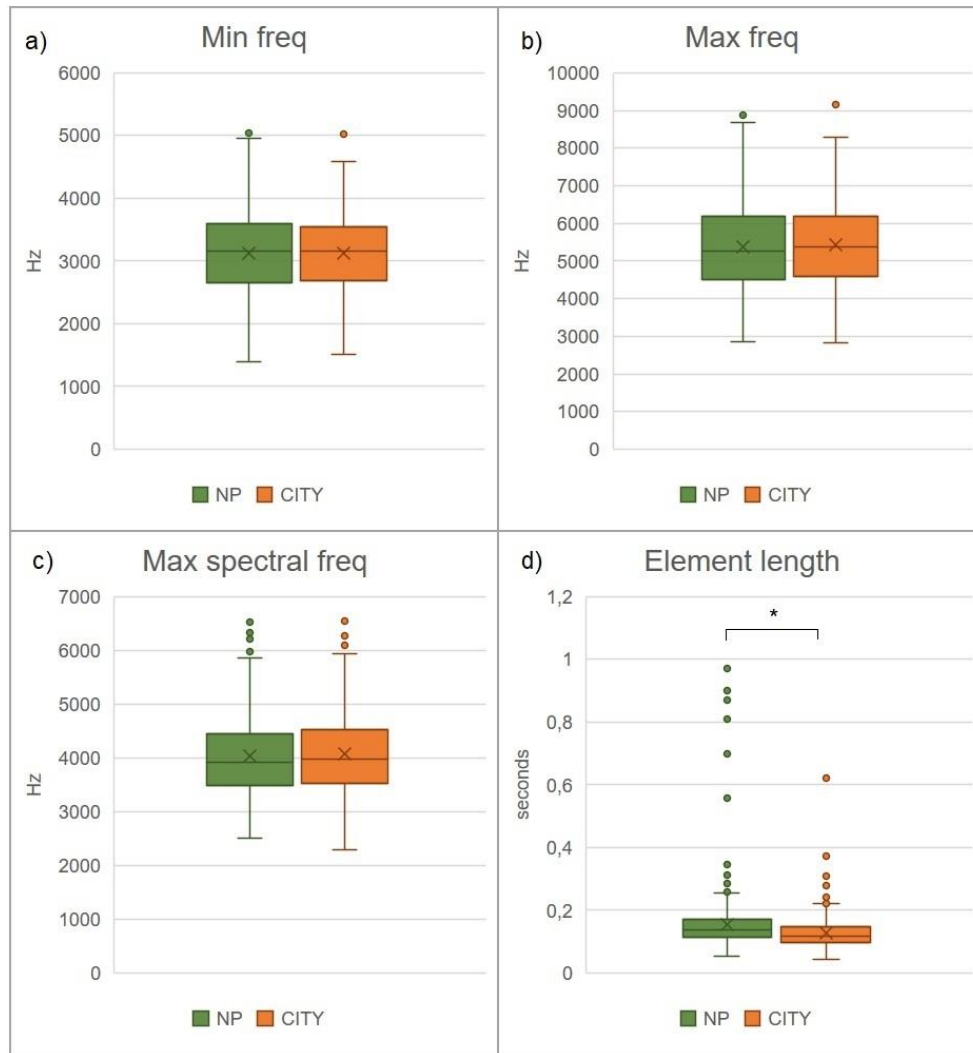 a) Min freq
6000
5000
4000
3000
2000
1000
0
Hz
NP CITY
b) Max freq
10000
9000
8000
7000
6000
5000
4000
3000
2000
1000
0
Hz
NP CITY
c) Max spectral freq
7000
6000
5000
4000
3000
2000
1000
0
Hz
NP CITY
d) Element length
1,2
1
0,8
0,6
0,4
0,2
0
seconds
*
NP CITY